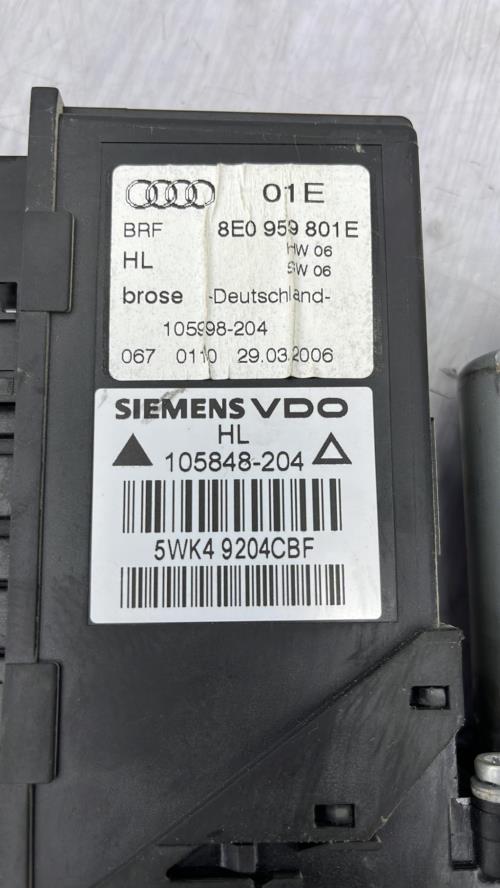 01E
BRF 8E0 959 801E
HL HW 06
SW 06
brose -Deutschland-
105998-204
067 0110 29.03.2006
SIEMENS VDO
HL
105848-204
5WK4 9204CBF